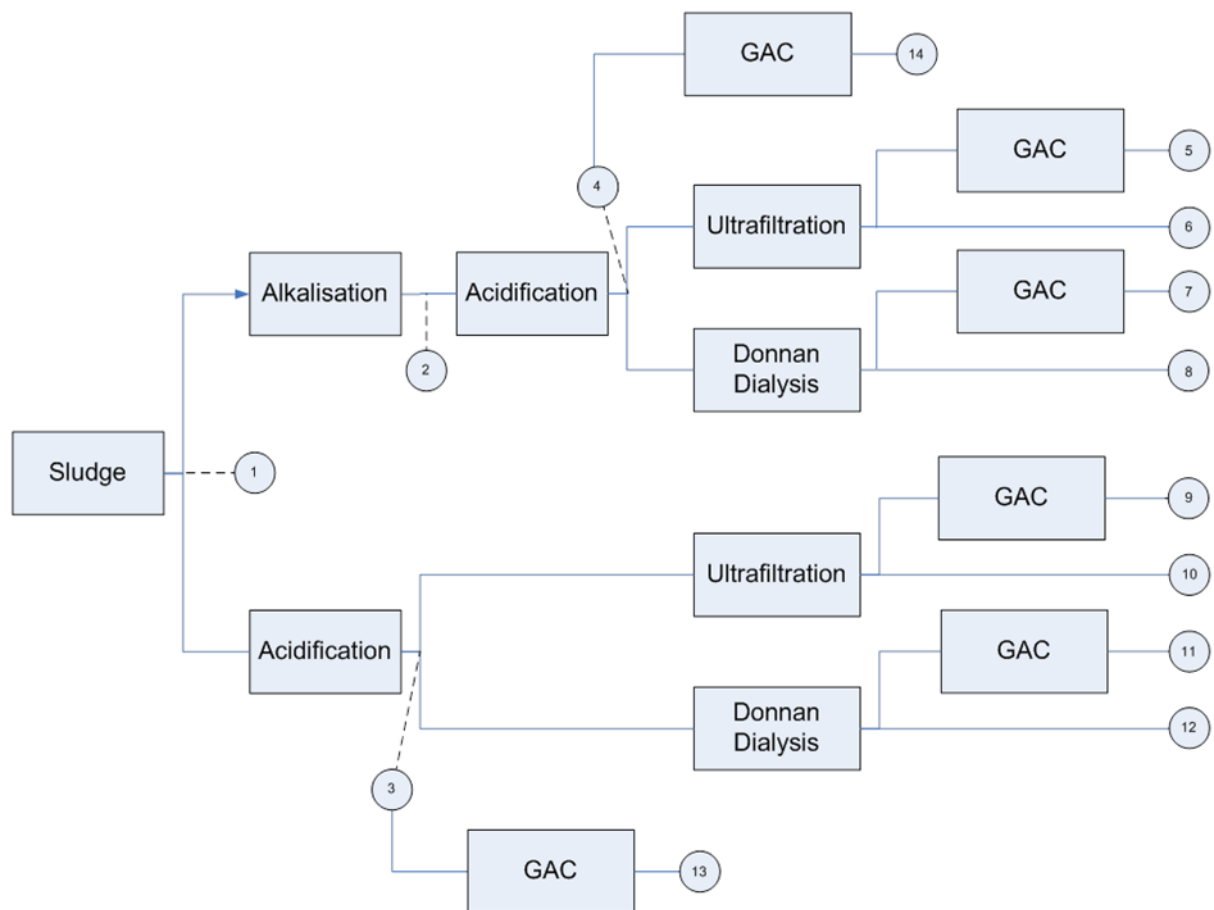 GAC
14
GAC
5
4
Ultrafiltration
6
Alkalisation
Acidification
GAC
7
2
Donnan
Dialysis
8
Sludge
1
GAC
9
Ultrafiltration
10
Acidification
GAC
11
Donnan
Dialysis
12
3
GAC
13